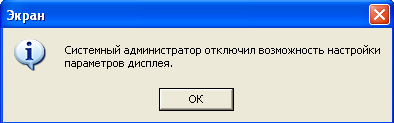 Экран
Системный администратор отключил возможность настройки
параметров дисплея.
OK